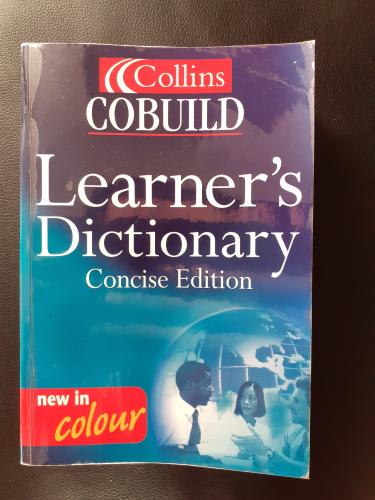 Collins
COBUILD
Learner's
Dictionary
Concise Edition
new in
colour